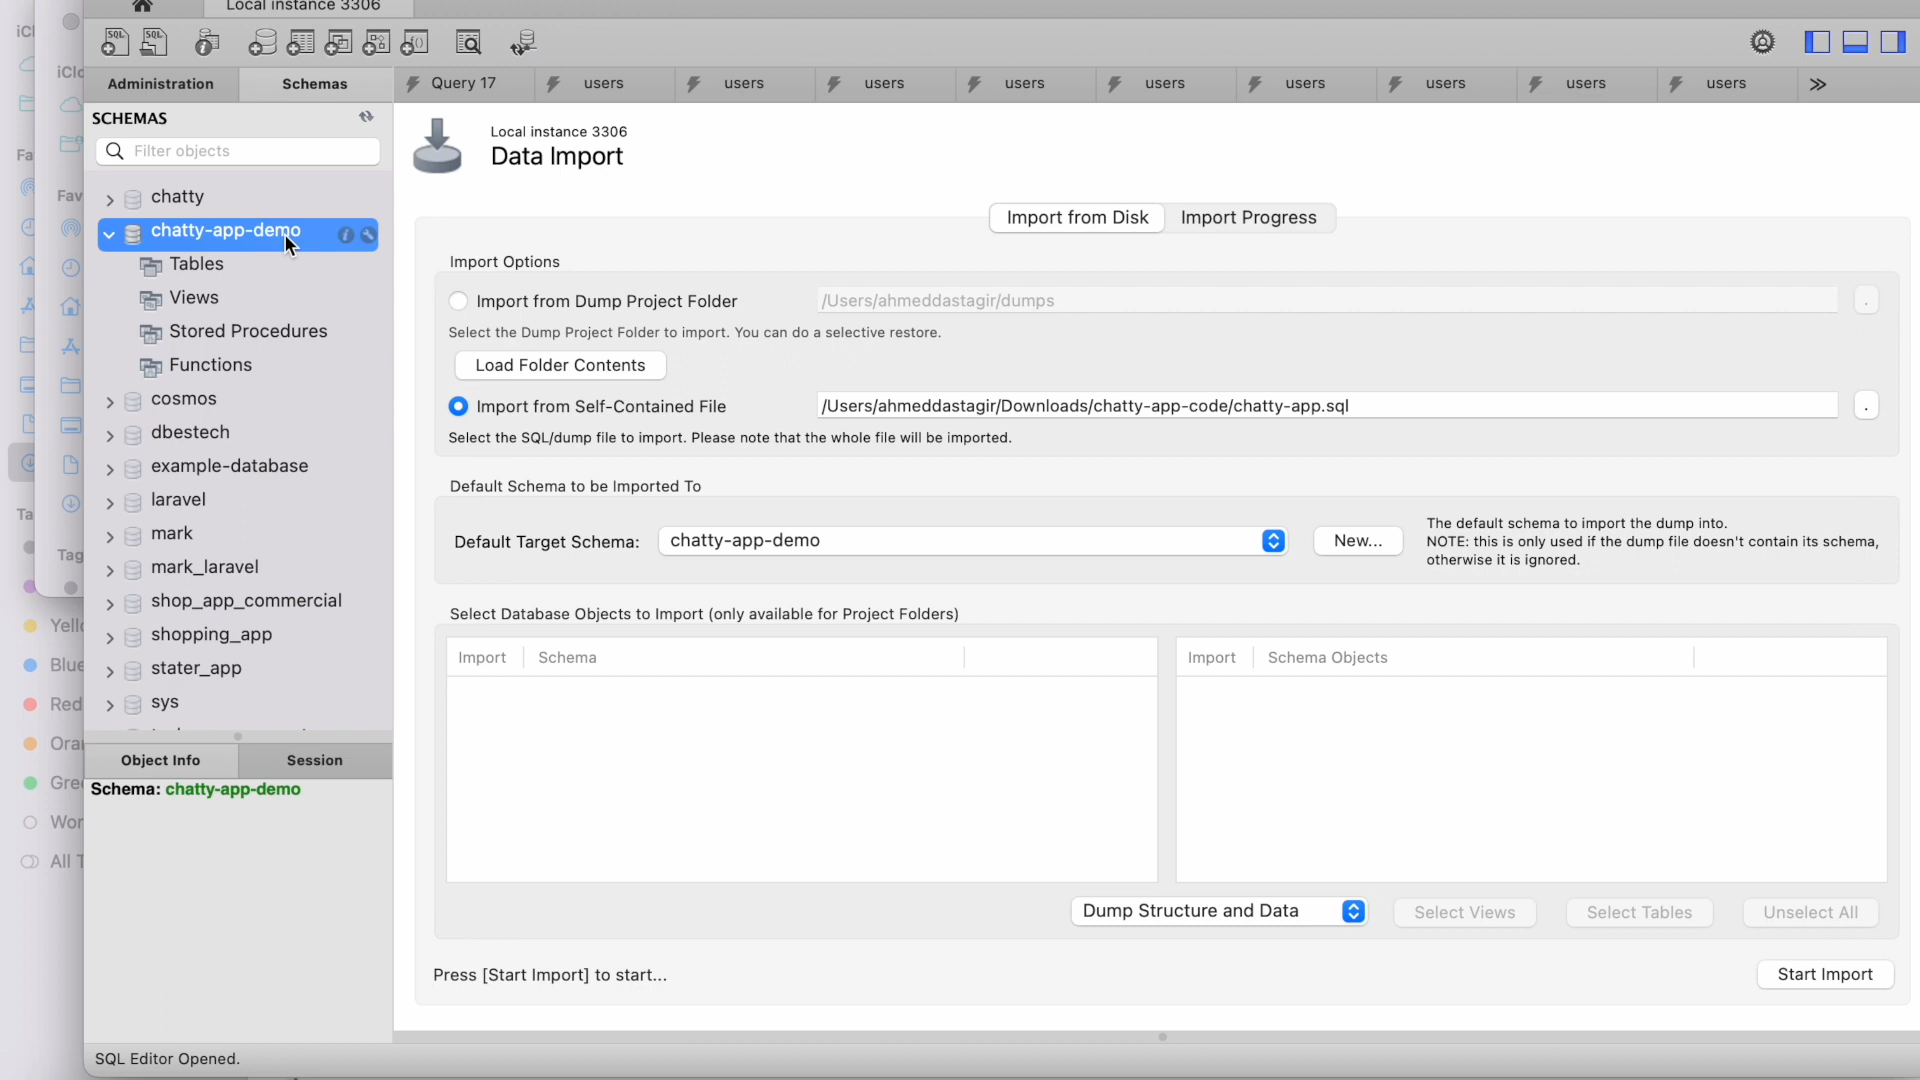 Local instance 3306
Administration
Schemas
Query 17
users
users
users
users
users
users
users
users
users
SCHEMAS
Filter objects
chatty
chatty-app-demo
Tables
Views
Stored Procedures
Functions
cosmos
dbestech
example-database
laravel
mark
mark_laravel
shop_app_commercial
shopping_app
stater_app
sys
Object Info
Session
Schema: chatty-app-demo
SQL Editor Opened.
Local instance 3306
Data Import
Import from Disk
Import Progress
Import Options
Import from Dump Project Folder
/Users/ahmeddastagir/dumps
Select the Dump Project Folder to import. You can do a selective restore.
Load Folder Contents
Import from Self-Contained File
/Users/ahmeddastagir/Downloads/chatty-app-code/chatty-app.sql
Select the SQL/dump file to import. Please note that the whole file will be imported.
Default Schema to be Imported To
Default Target Schema:
chatty-app-demo
New...
The default schema to import the dump into.
NOTE: this is only used if the dump file doesn't contain its schema,
otherwise it is ignored.
Select Database Objects to Import (only available for Project Folders)
Import
Schema
Import
Schema Objects
Dump Structure and Data
Select Views
Select Tables
Unselect All
Press [Start Import] to start...
Start Import